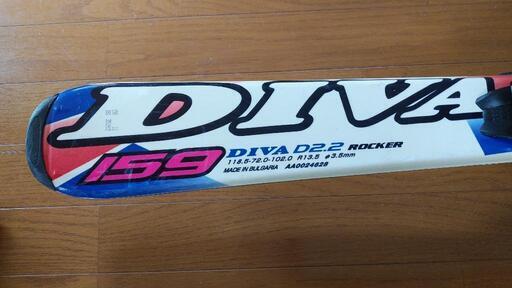 DIVA
159
DIVA D2.2 ROCKER
118.5-72.0-102.0 R13.5 ø3.5mm
MADE IN BULGARIA AA0024628